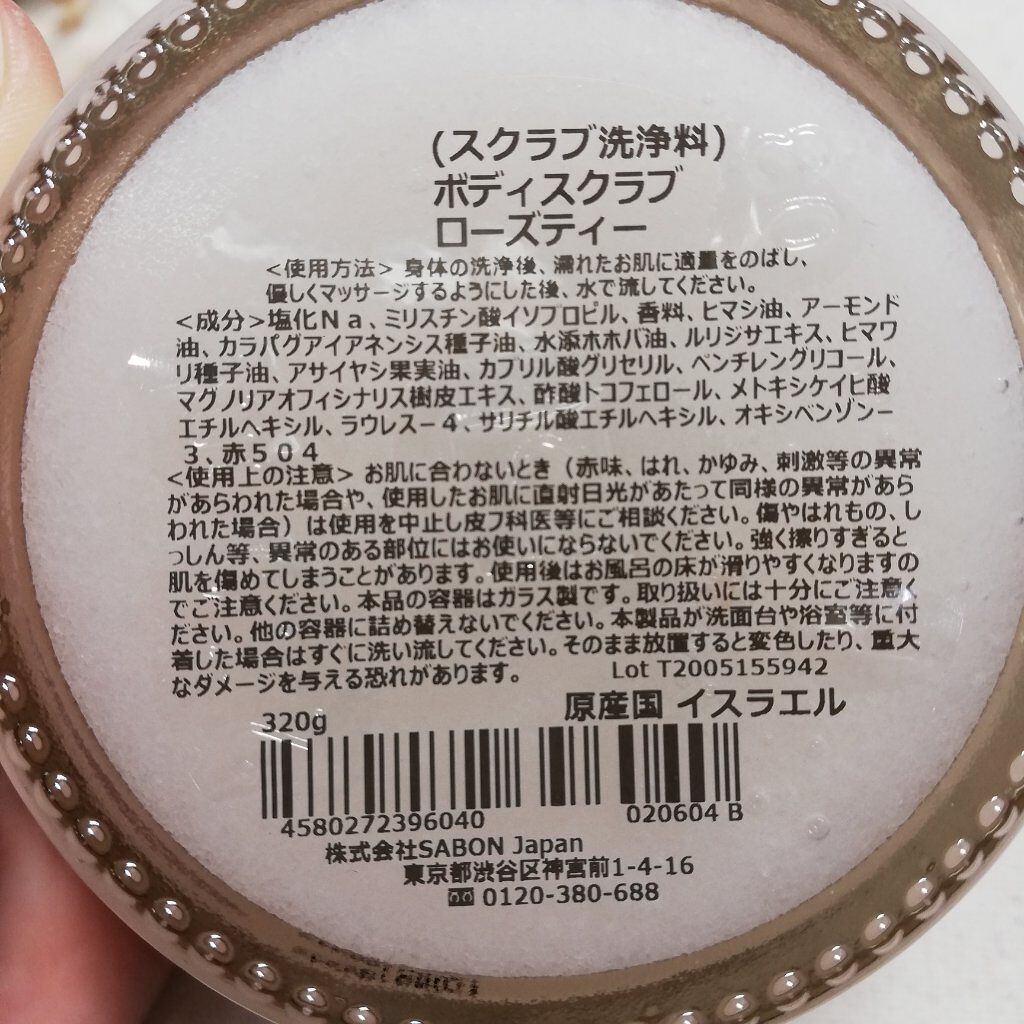 (スクラブ洗浄料)
ボディスクラブ
ローズティー
<使用方法> 身体の洗浄後、濡れたお肌に適量をのばし、
優しくマッサージするようにした後、水で流してください。
<成分>塩化Na、ミリスチン酸イソプロピル、香料、ヒマシ油、アーモンド
油、カラパグアイアネンシス種子油、水添ホホバ油、ルリジサエキス、ヒマワ
リ種子油、アサイヤシ果実油、カプリル酸グリセリル、ペンチレングリコール、
マグノリアオフィシナリス樹皮エキス、酢酸トコフェロール、メトキシケイヒ酸
エチルヘキシル、ラウレス-4、サリチル酸エチルヘキシル、オキシベンゾン-
3、赤504
<使用上の注意> お肌に合わないとき(赤味、はれ、かゆみ、刺激等の異常
があらわれた場合や、使用したお肌に直射日光があたって同様の異常があら
われた場合)は使用を中止し皮フ科医等にご相談ください。傷やはれもの、し
っしん等、異常のある部位にはお使いにならないでください。強く擦りすぎると
肌を傷めてしまうことがあります。使用後はお風呂の床が滑りやすくなりますの
でご注意ください。本品の容器はガラス製です。取り扱いには十分にご注意く
ださい。他の容器に詰め替えないでください。本製品が洗面台や浴室等に付
着した場合はすぐに洗い流してください。そのまま放置すると変色したり、重大
なダメージを与える恐れがあります。 Lot T2005155942
320g 原産国 イスラエル
4580272396040 020604 B
株式会社SABON Japan
東京都渋谷区神宮前1-4-16
0120-380-688